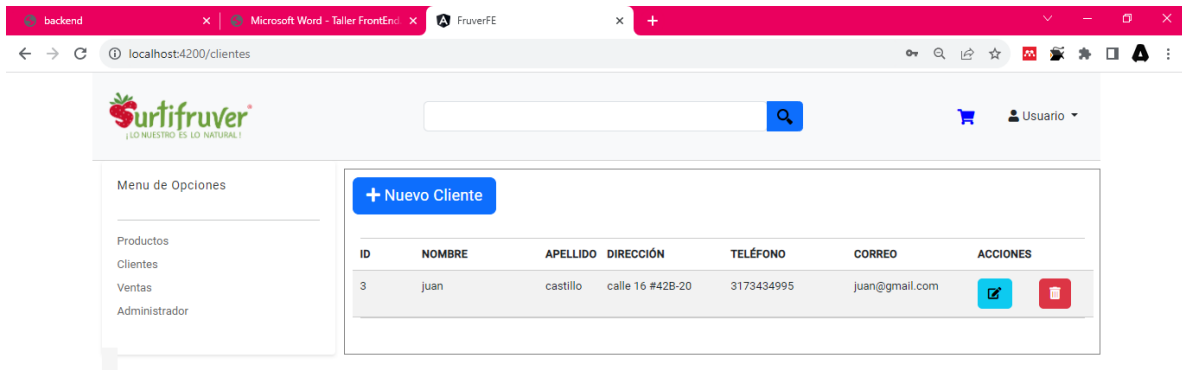 backend
Microsoft Word - Taller FrontEnd.
FruverFE
localhost:4200/clientes
Surtifruver
¡LO NUESTRO ES LO NATURAL!
Usuario
Menu de Opciones
Productos
Clientes
Ventas
Administrador
Nuevo Cliente
ID NOMBRE APELLIDO DIRECCIÓN TELÉFONO CORREO ACCIONES
3 juan castillo calle 16 #42B-20 3173434995 juan@gmail.com